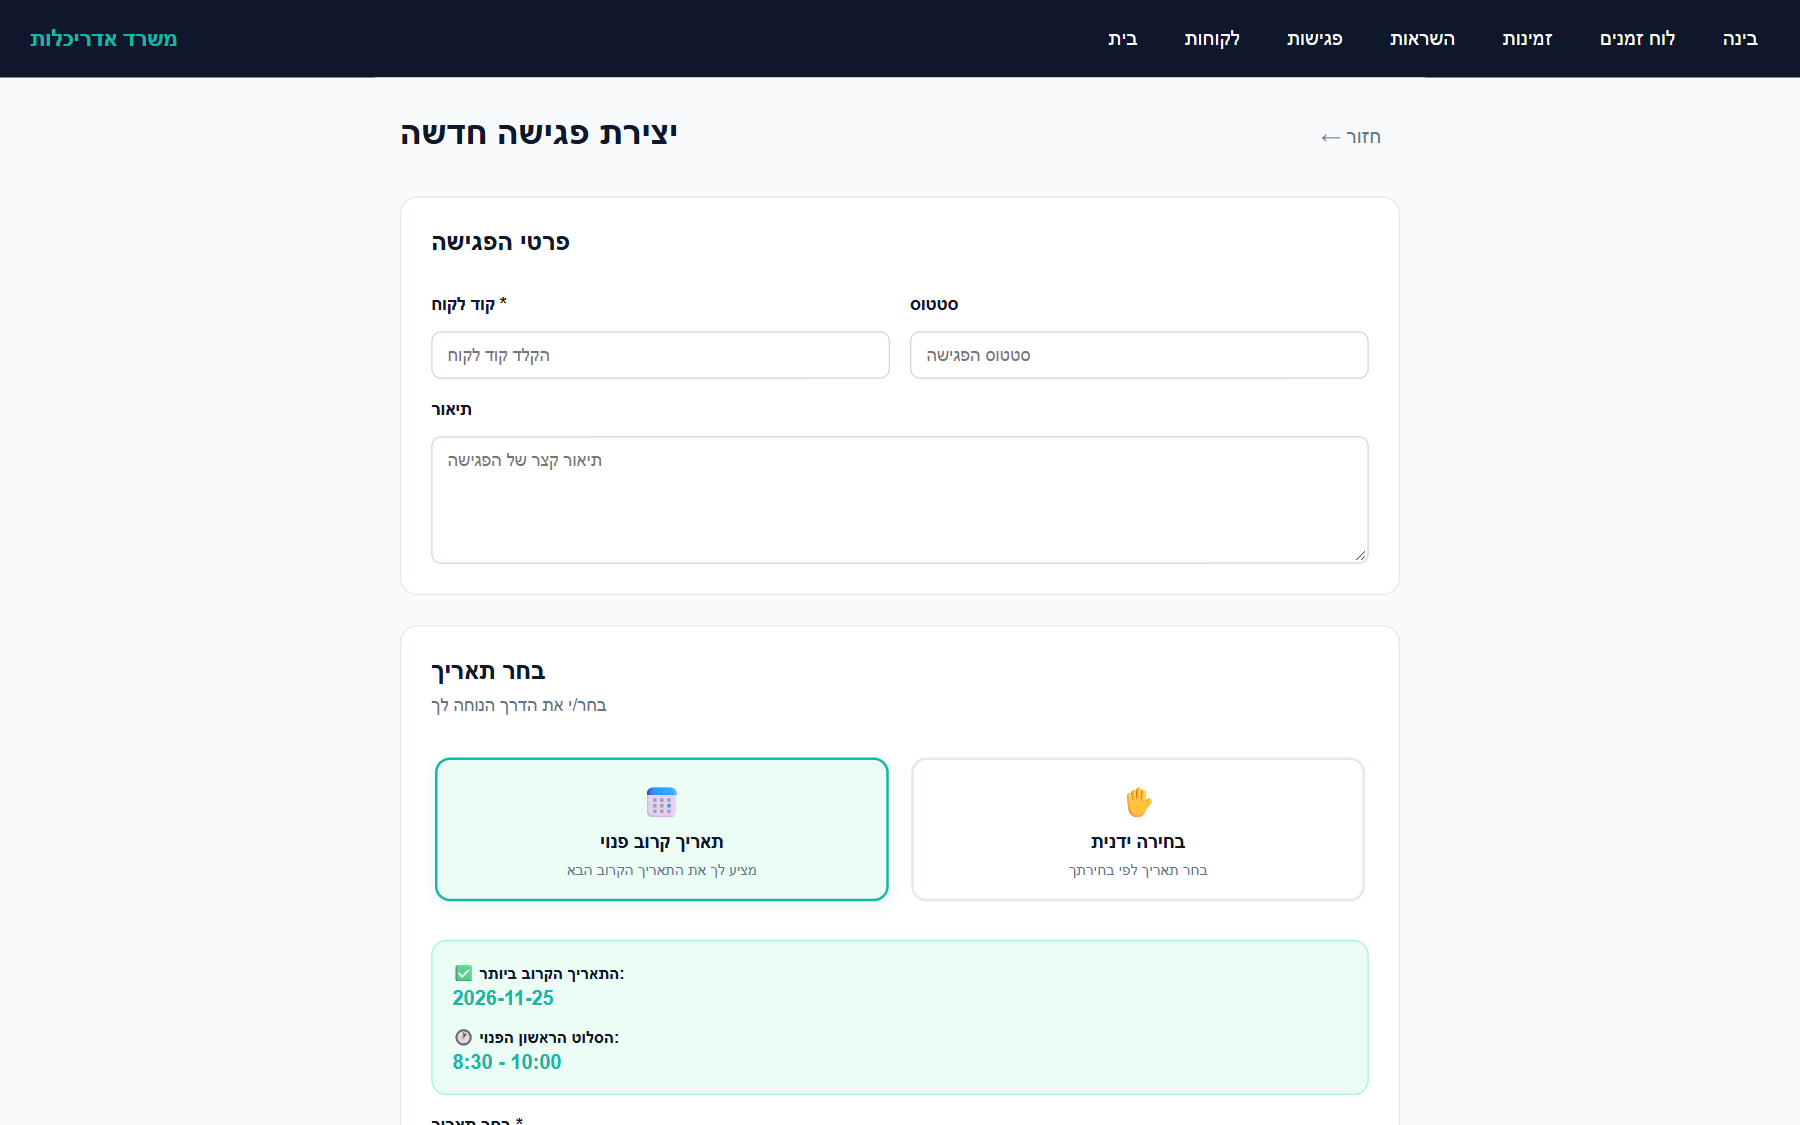 משרד אדריכלות
בית
לקוחות
פגישות
השראות
זמינות
לוח זמנים
בינה
יצירת פגישה חדשה
חזור ←
פרטי הפגישה
קוד לקוח *
סטטוס
הקלד קוד לקוח
סטטוס הפגישה
תיאור
תיאור קצר של הפגישה
בחר תאריך
בחר/י את הדרך הנוחה לך
תאריך קרוב פנוי
מציע לך את התאריך הקרוב הבא
בחירה ידנית
בחר תאריך לפי בחירתך
התאריך הקרוב ביותר:
2026-11-25
הסלוט הראשון הפנוי:
8:30 - 10:00
בחר תאריך *